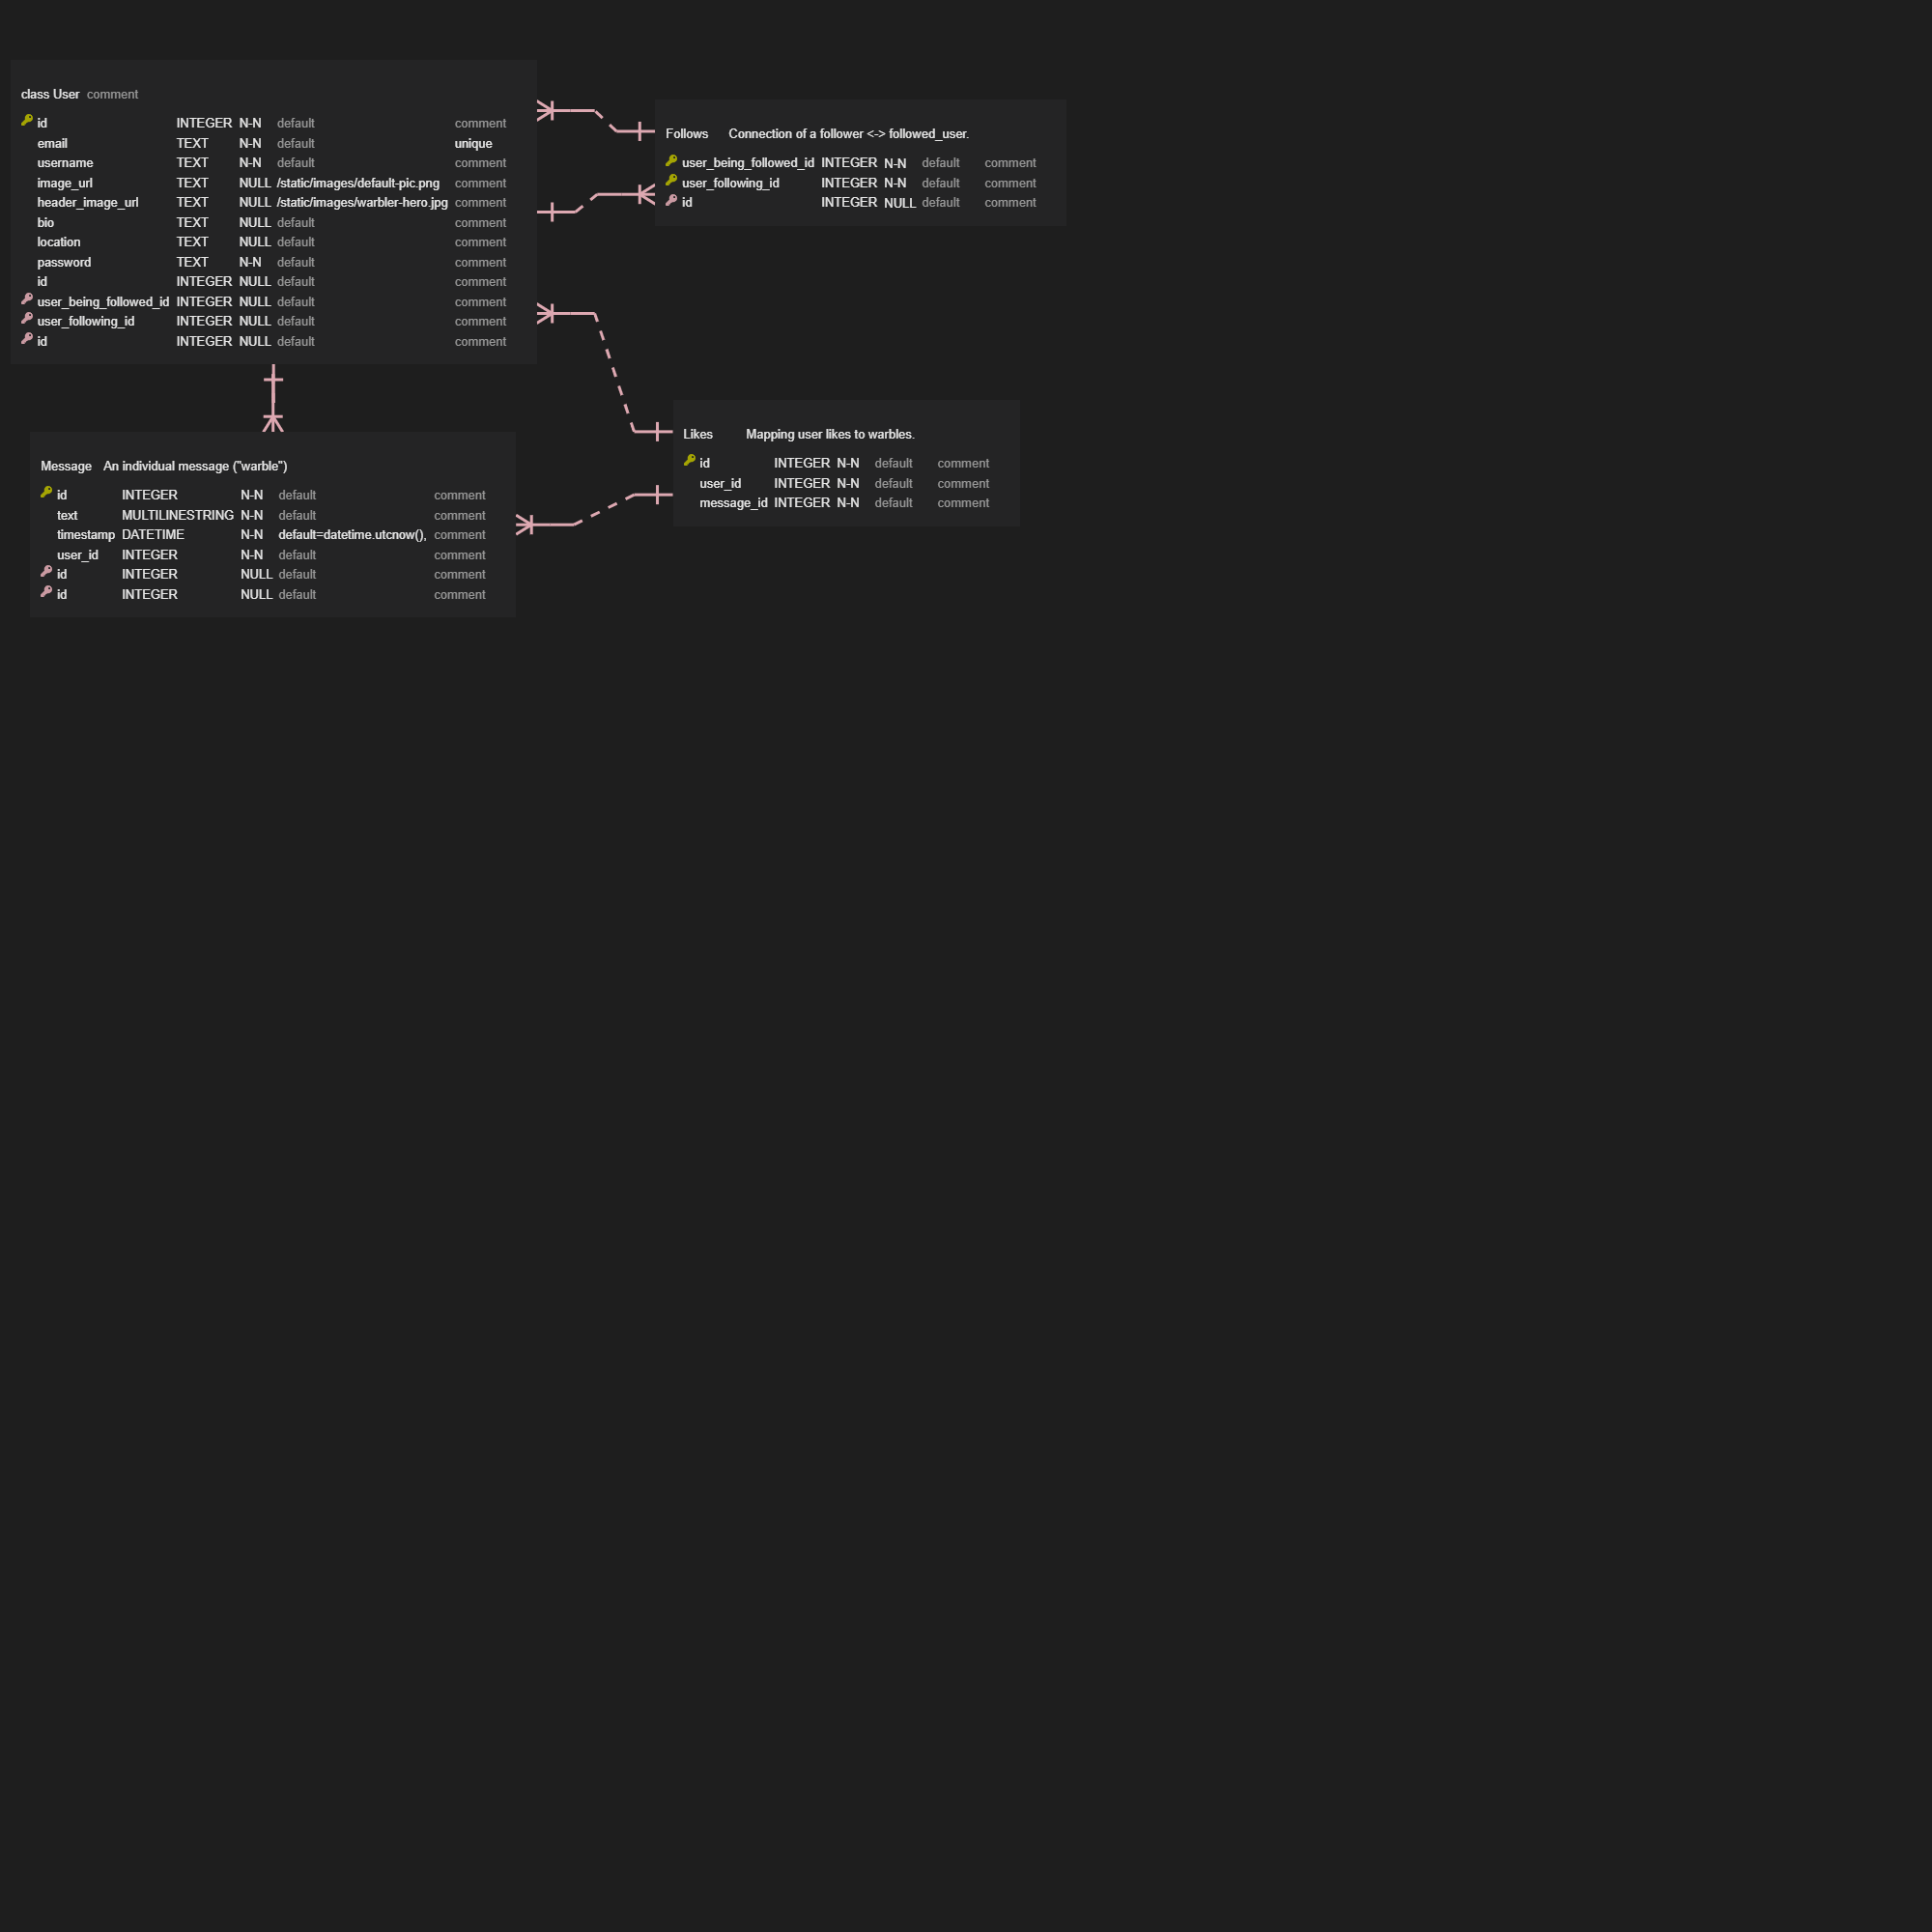 class User comment
id INTEGER N-N default comment
email TEXT N-N default unique
username TEXT N-N default comment
image_url TEXT NULL /static/images/default-pic.png comment
header_image_url TEXT NULL /static/images/warbler-hero.jpg comment
bio TEXT NULL default comment
location TEXT NULL default comment
password TEXT N-N default comment
id INTEGER NULL default comment
user_being_followed_id INTEGER NULL default comment
user_following_id INTEGER NULL default comment
id INTEGER NULL default comment
Follows Connection of a follower <-> followed_user.
user_being_followed_id INTEGER N-N default comment
user_following_id INTEGER N-N default comment
id INTEGER NULL default comment
Likes Mapping user likes to warbles.
id INTEGER N-N default comment
user_id INTEGER N-N default comment
message_id INTEGER N-N default comment
Message An individual message ("warble")
id INTEGER N-N default comment
text MULTILINESTRING N-N default comment
timestamp DATETIME N-N default=datetime.utcnow(), comment
user_id INTEGER N-N default comment
id INTEGER NULL default comment
id INTEGER NULL default comment